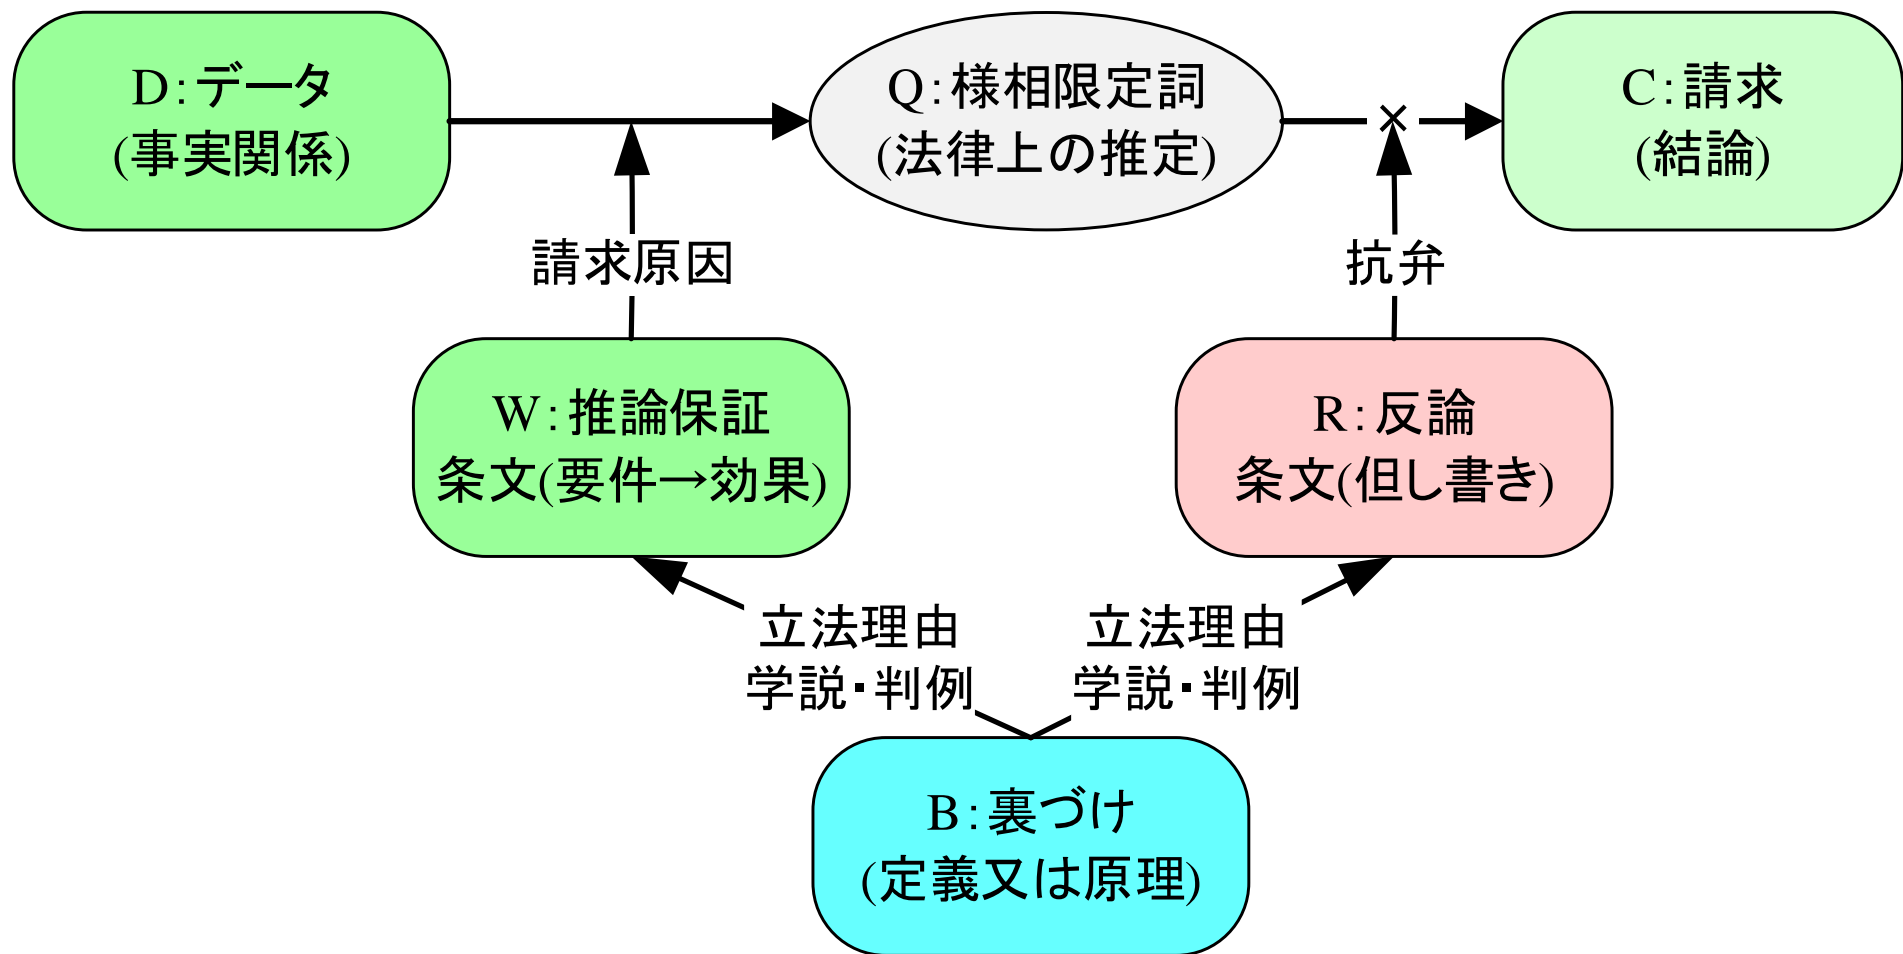 D:データ
(事実関係)
Q:様相限定詞
(法律上の推定)
×
C:請求
(結論)
請求原因
抗弁
W:推論保証
条文(要件→効果)
R:反論
条文(但し書き)
立法理由
学説・判例
立法理由
学説・判例
B:裏づけ
(定義又は原理)